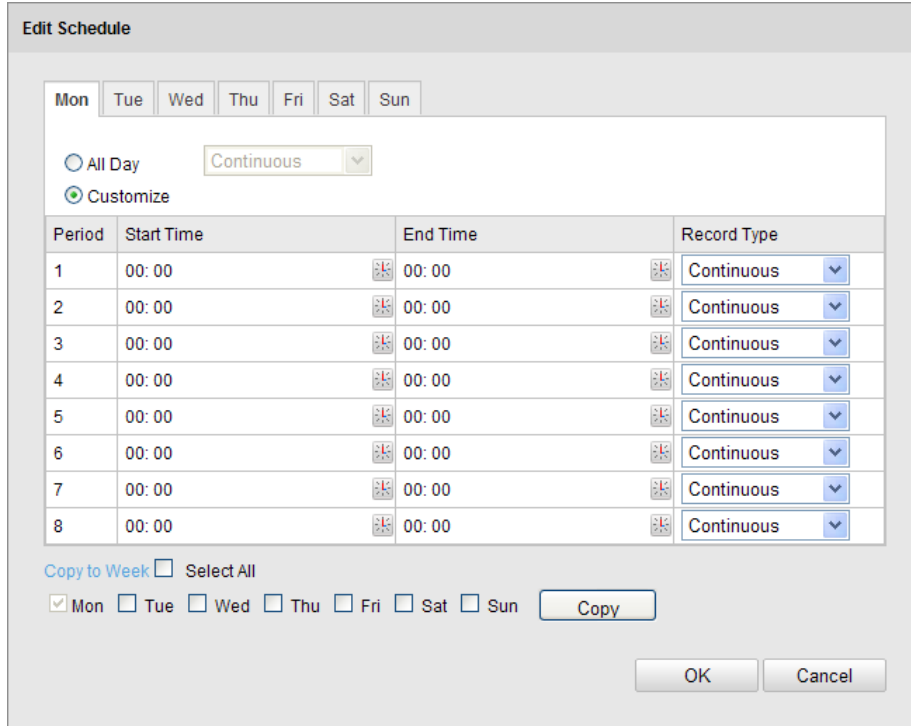 Edit Schedule
Mon Tue Wed Thu Fri Sat Sun
All Day Continuous
Customize
Period Start Time End Time Record Type
1 00: 00 00: 00 Continuous
2 00: 00 00: 00 Continuous
3 00: 00 00: 00 Continuous
4 00: 00 00: 00 Continuous
5 00: 00 00: 00 Continuous
6 00: 00 00: 00 Continuous
7 00: 00 00: 00 Continuous
8 00: 00 00: 00 Continuous
Copy to Week Select All
Mon Tue Wed Thu Fri Sat Sun Copy
OK Cancel